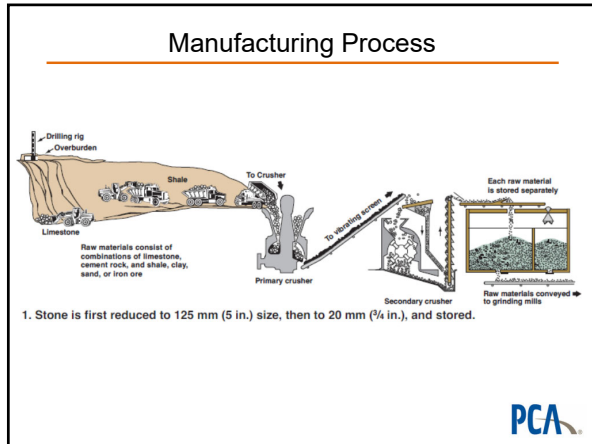 Manufacturing Process
Drilling rig
Overburden
Shale
To Crusher
Limestone
Raw materials consist of
combinations of limestone,
cement rock, and shale, clay,
sand, or iron ore
Primary crusher
To vibrating screen
Secondary crusher
Each raw material
is stored separately
Raw materials conveyed
to grinding mills
1. Stone is first reduced to 125 mm (5 in.) size, then to 20 mm (3/4 in.), and stored.
PCA®